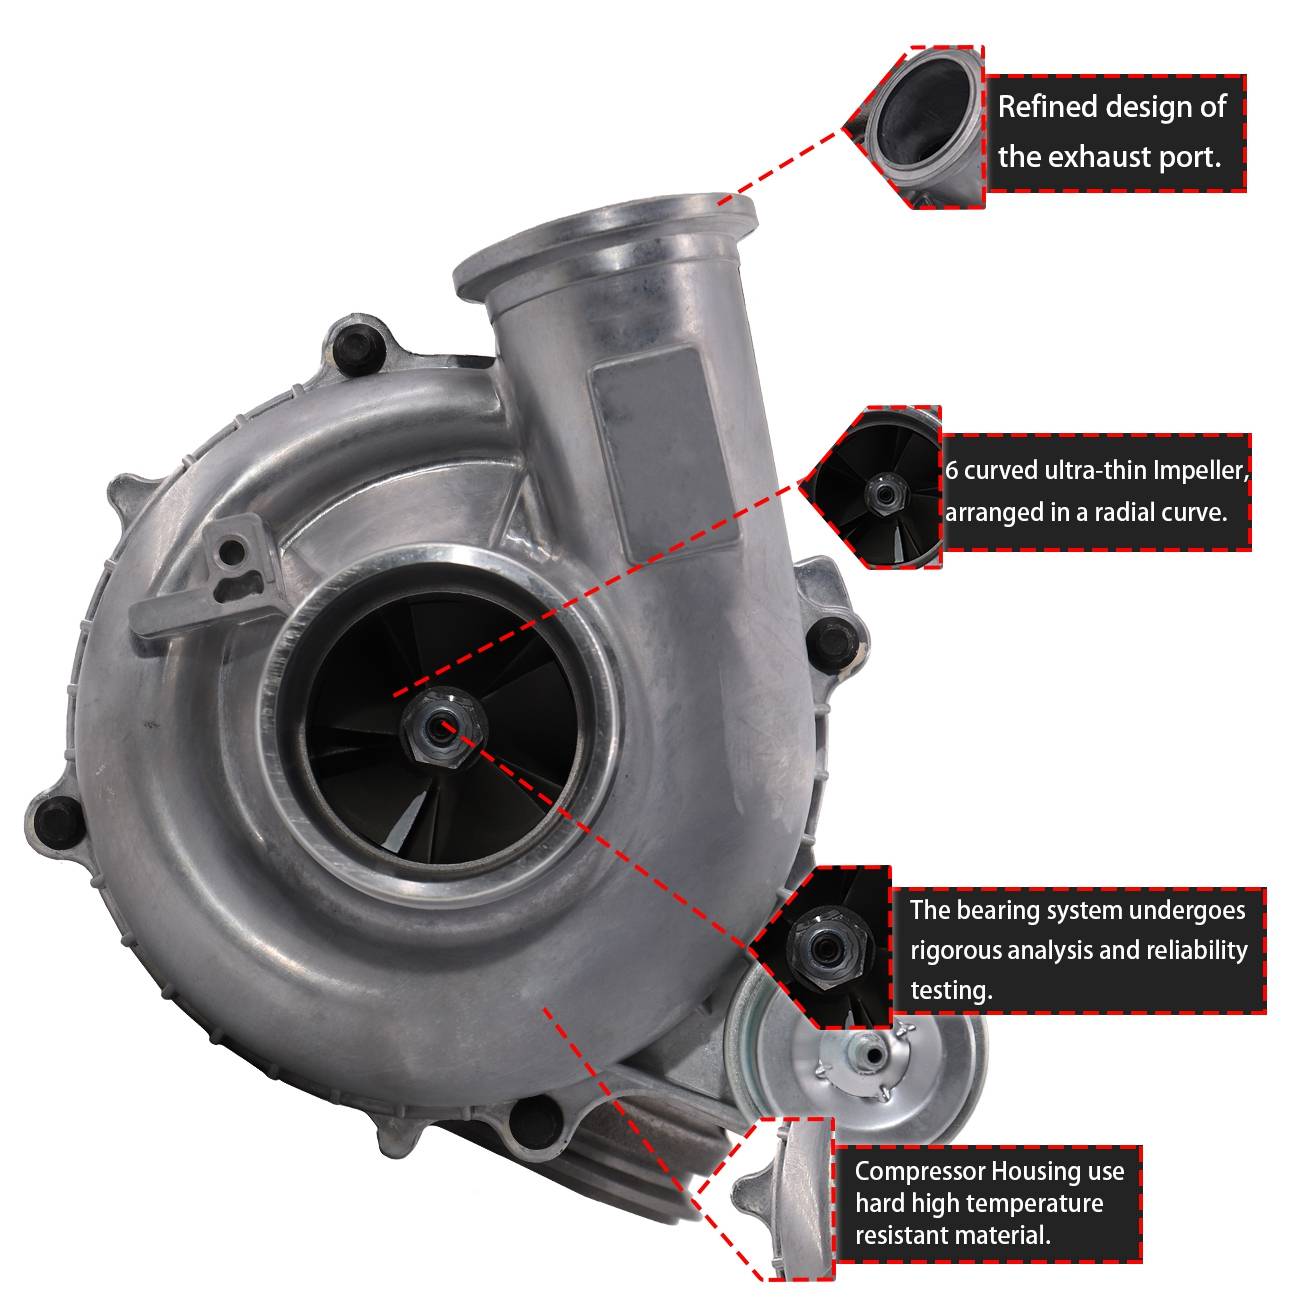 Refined design of
the exhaust port.
6 curved ultra-thin Impeller,
arranged in a radial curve.
The bearing system undergoes
rigorous analysis and reliability
testing.
Compressor Housing use
hard high temperature
resistant material.